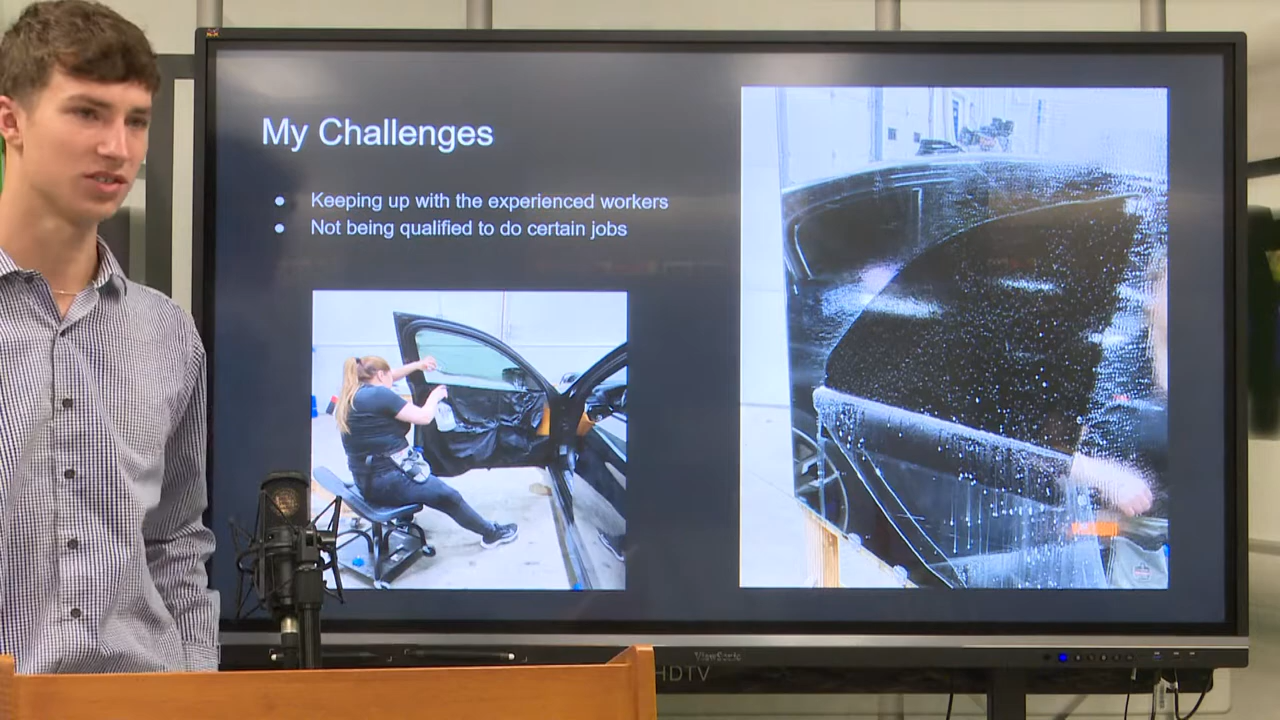 My Challenges
Keeping up with the experienced workers
Not being qualified to do certain jobs
ViewSonic
HDTV